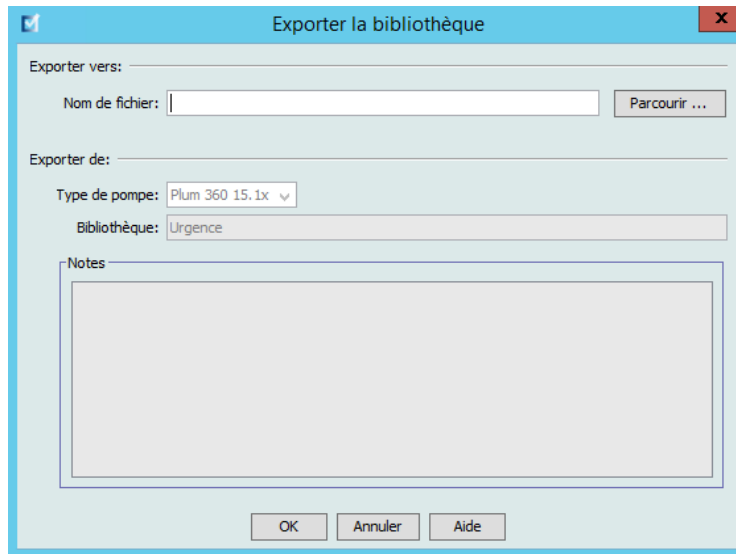 Exporter la bibliothèque
x
Exporter vers:
Nom de fichier:
Parcourir ...
Exporter de:
Type de pompe: Plum 360 15.1x
Bibliothèque: Urgence
Notes
OK Annuler Aide